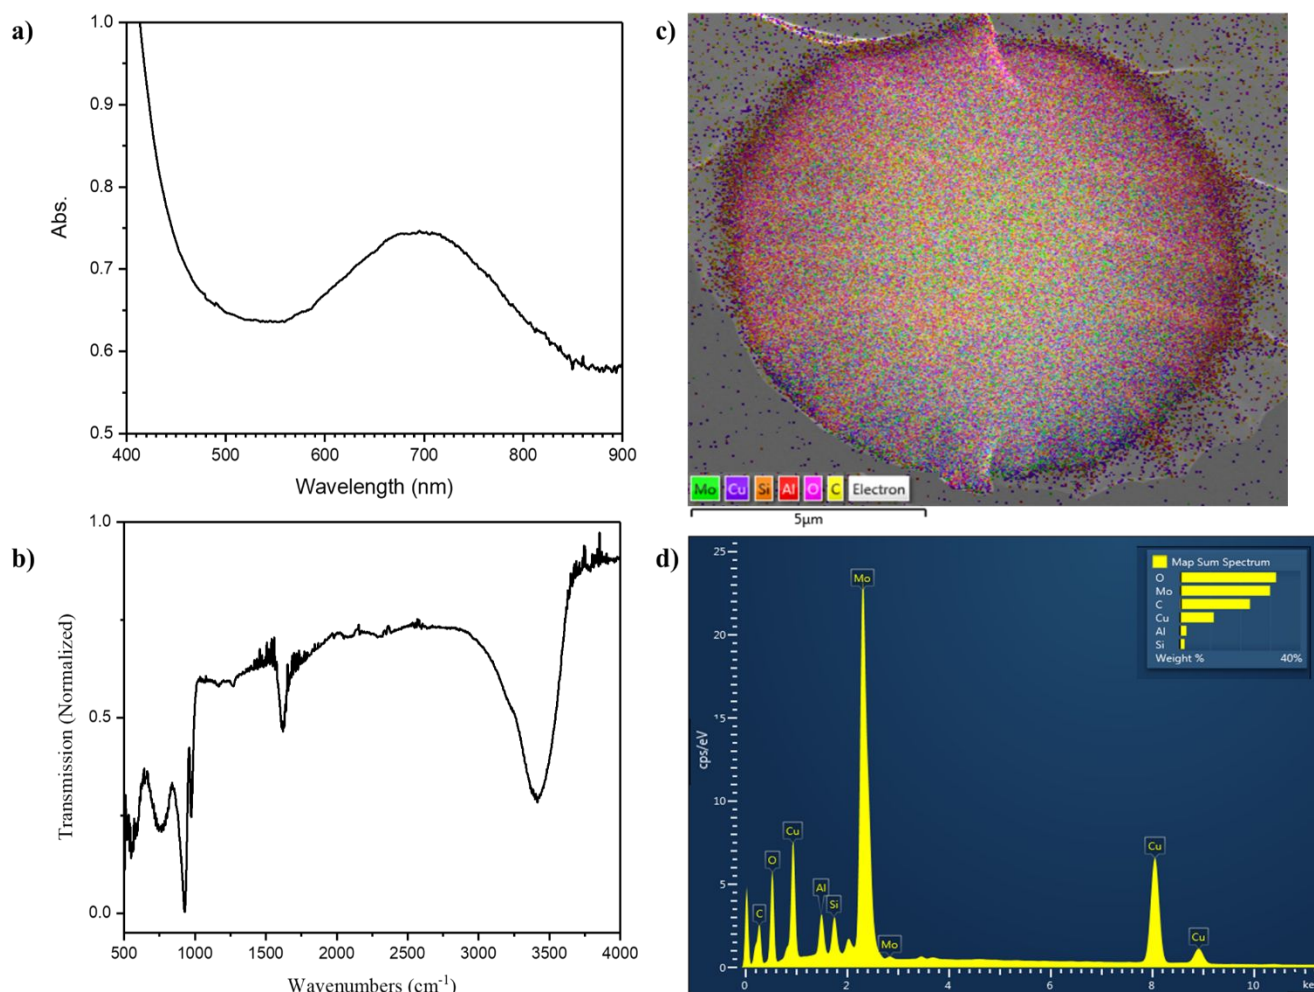 a)
1.0
0.9
0.8
0.7
0.6
0.5
Abs.
400 500 600 700 800 900
Wavelength (nm)
b)
1.0
0.5
0.0
Transmission (Normalized)
500 1000 1500 2000 2500 3000 3500 4000
Wavenumbers (cm⁻¹)
c)
Mo Cu Si Al O C Electron
5µm
d)
25
20
15
10
5
0
cps/eV
Mo
Cu
O
C
Al
Si
Mo
Cu
Cu
Map Sum Spectrum
O
Mo
C
Cu
Al
Si
Weight % 40%
0 2 4 6 8 10 ke